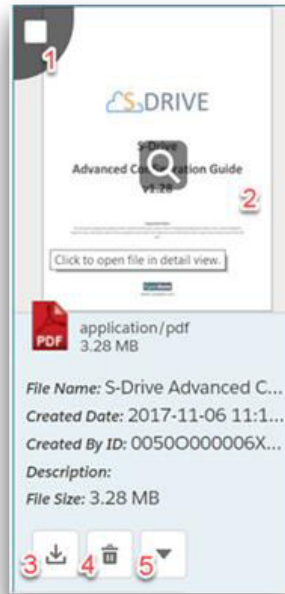 1
S-DRIVE
S-Drive
Advanced Configuration Guide
v1.28
2
Click to open file in detail view.
PDF
application/pdf
3.28 MB
File Name: S-Drive Advanced C...
Created Date: 2017-11-06 11:1...
Created By ID: 0050O000006X...
Description:
File Size: 3.28 MB
3 4 5